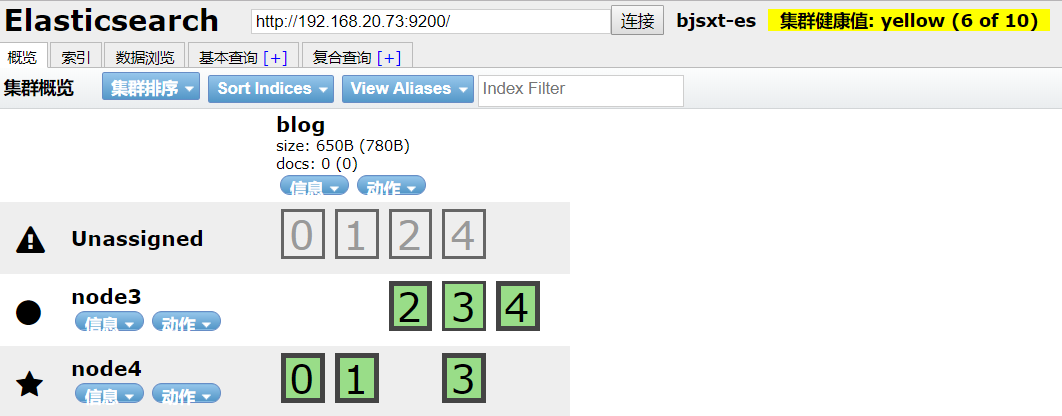 Elasticsearch http://192.168.20.73:9200/ 连接 bjsxt-es 集群健康值: yellow (6 of 10)
概览 索引 数据浏览 基本查询 [+] 复合查询 [+]
集群概览 集群排序 Sort Indices View Aliases Index Filter
blog
size: 650B (780B)
docs: 0 (0)
信息 动作
Unassigned 0 1 2 4
node3 2 3 4
信息 动作
node4 0 1 3
信息 动作